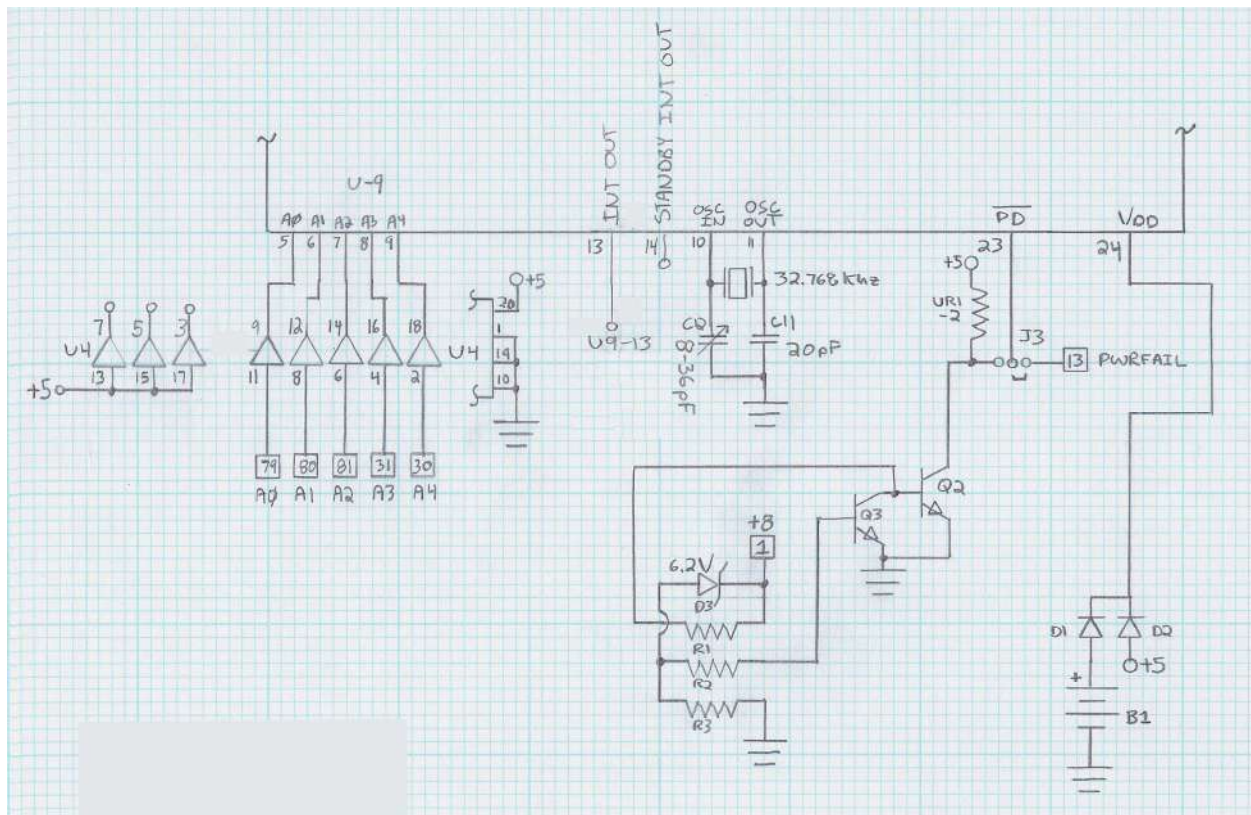 INT OUT
STANDBY INT OUT
U-9
A0 A1 A2 A3 A4
5 6 7 8 9
OSC IN
OSC OUT
PD
VDD
13
14
10
11
23
24
+5
32.768 KHz
UR1
-2
J3
13
PWRFAIL
7
5
3
U4
13
15
17
+5
9
12
14
16
18
11
8
6
4
2
U4
20
1
19
10
+5
U9-13
C2
8-36pF
C11
20pF
79
80
81
31
30
A0
A1
A2
A3
A4
Q3
Q2
+8
1
6.2V
D3
R1
R2
R3
D1
D2
+5
+
B1